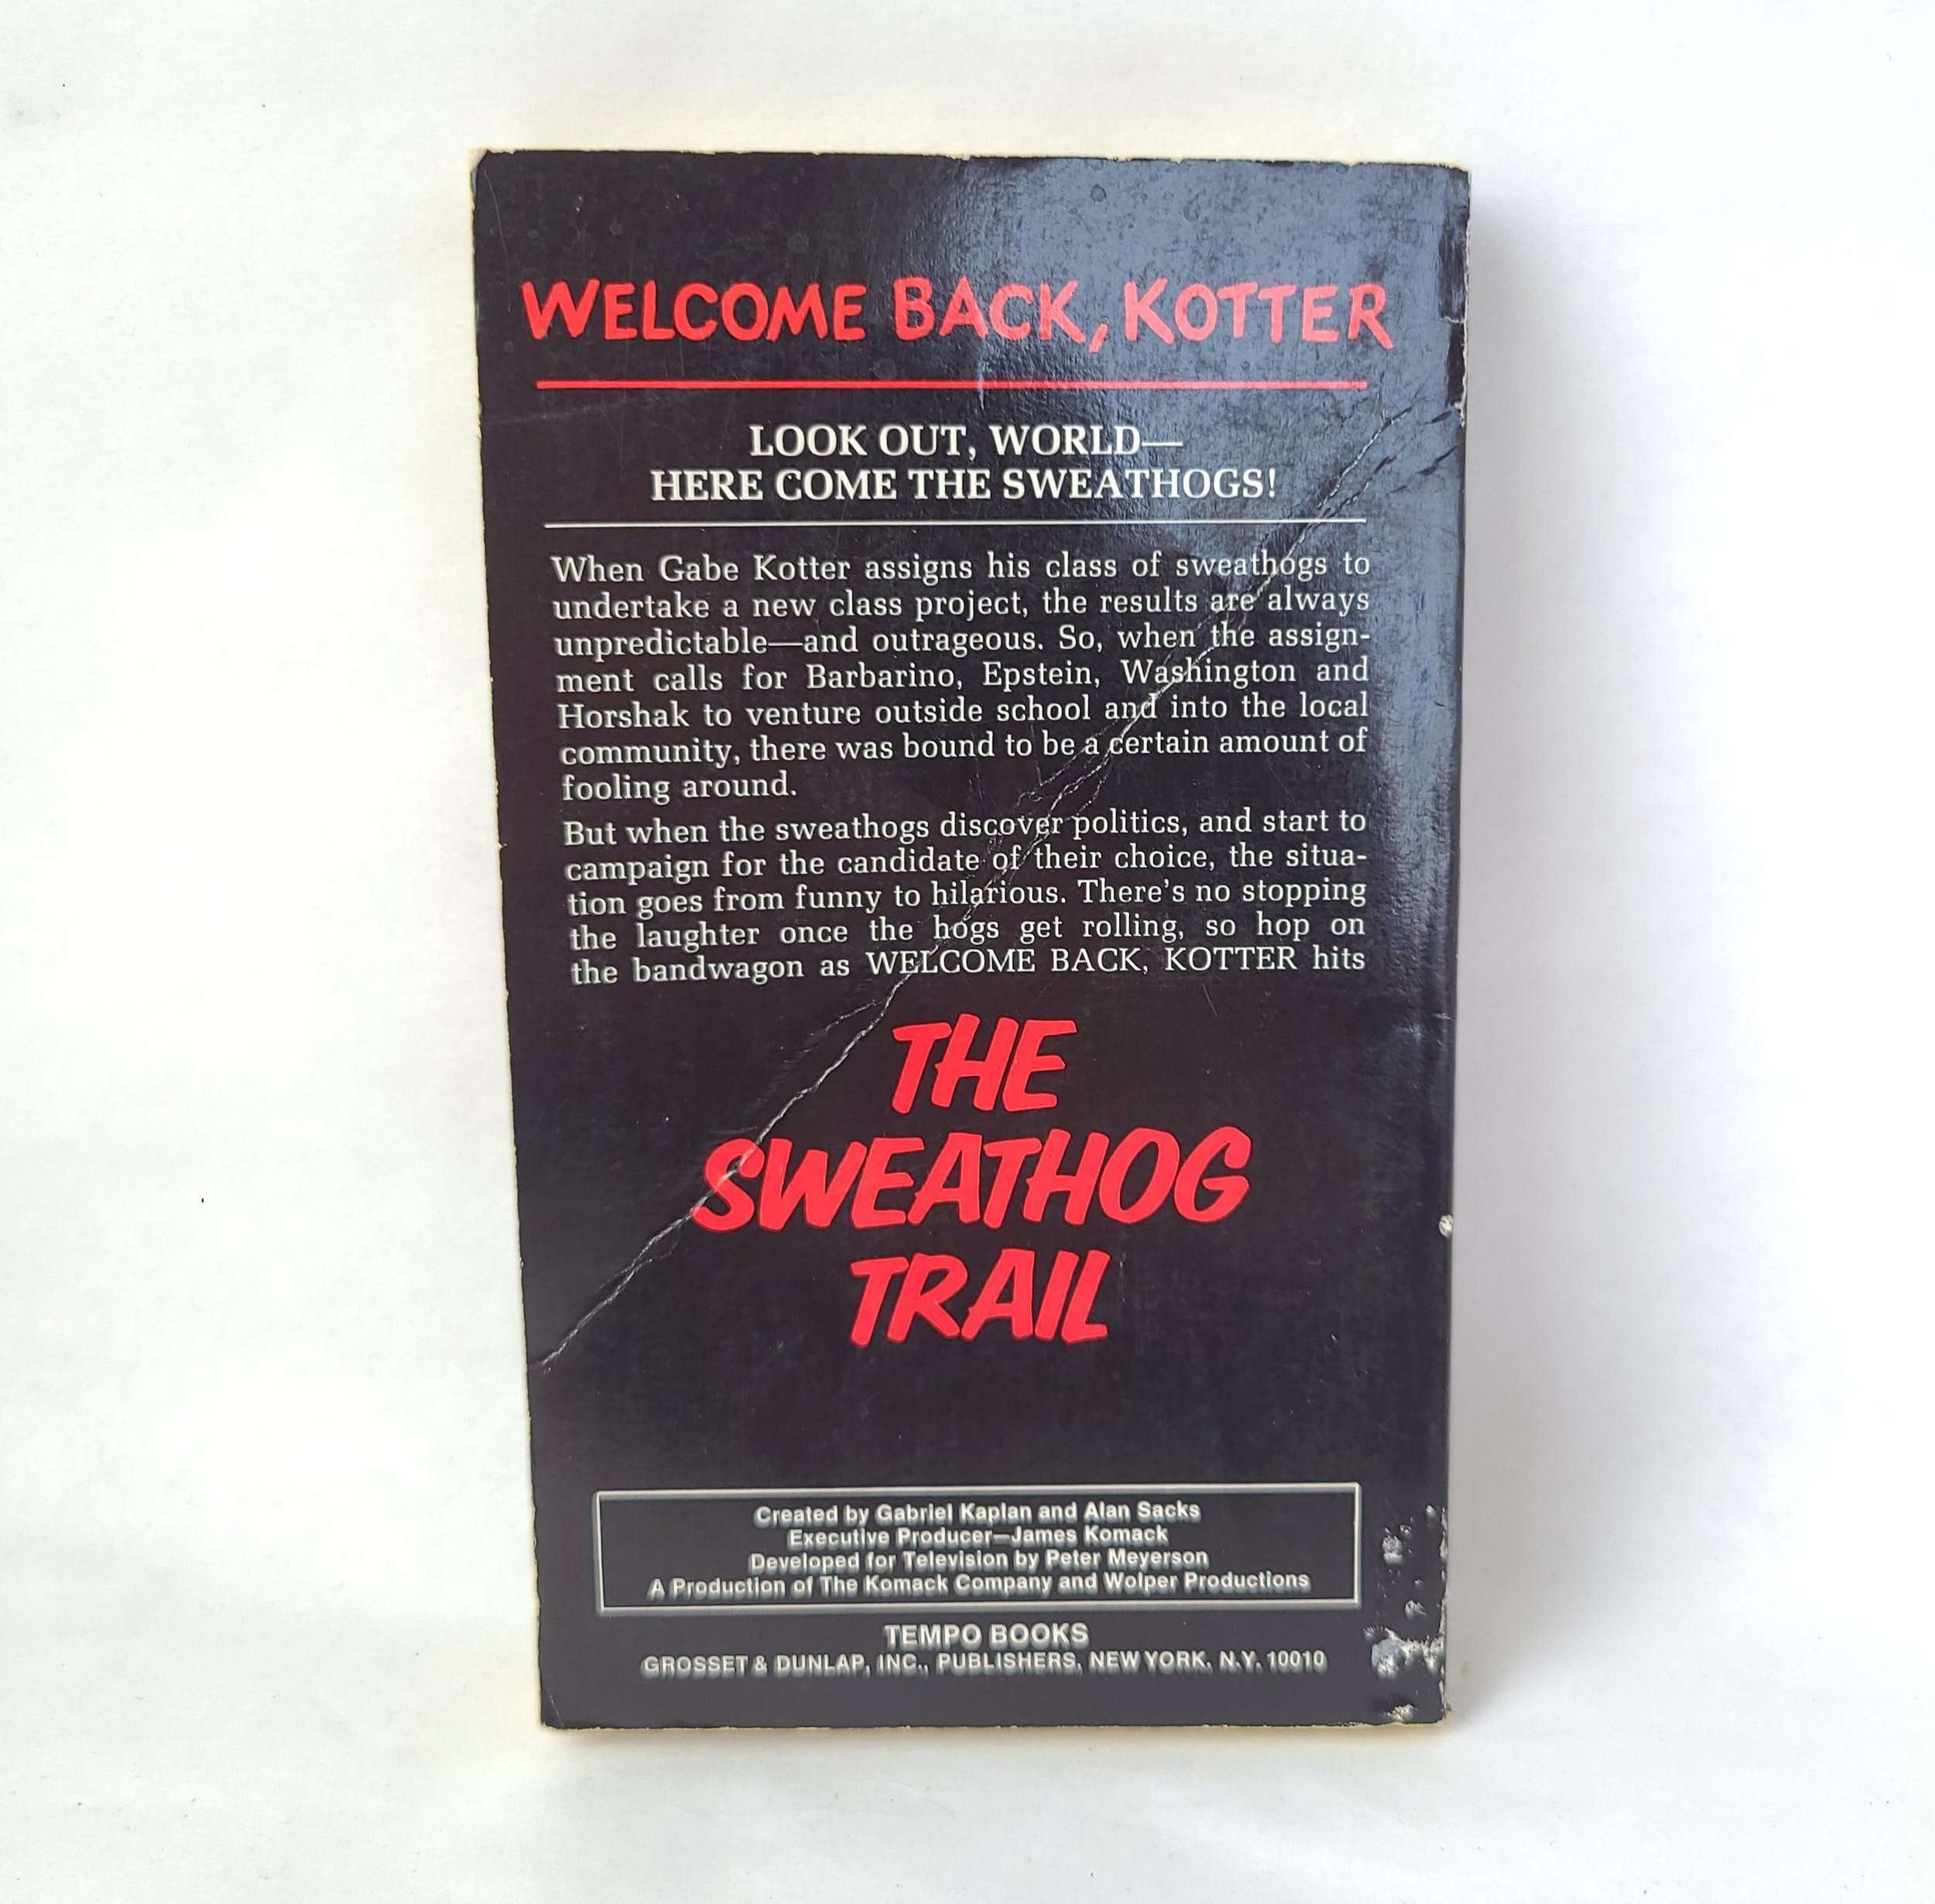 WELCOME BACK, KOTTER
LOOK OUT, WORLD—
HERE COME THE SWEATHOGS!
When Gabe Kotter assigns his class of sweathogs to
undertake a new class project, the results are always
unpredictable—and outrageous. So, when the assign-
ment calls for Barbarino, Epstein, Washington and
Horshak to venture outside school and into the local
community, there was bound to be a certain amount of
fooling around.
But when the sweathogs discover politics, and start to
campaign for the candidate of their choice, the situa-
tion goes from funny to hilarious. There's no stopping
the laughter once the hogs get rolling, so hop on
the bandwagon as WELCOME BACK, KOTTER hits
THE
SWEATHOG
TRAIL
Created by Gabriel Kaplan and Alan Sacks
Executive Producer—James Komack
Developed for Television by Peter Meyerson
A Production of The Komack Company and Wolper Productions
TEMPO BOOKS
GROSSET & DUNLAP, INC., PUBLISHERS, NEW YORK, N.Y. 10010